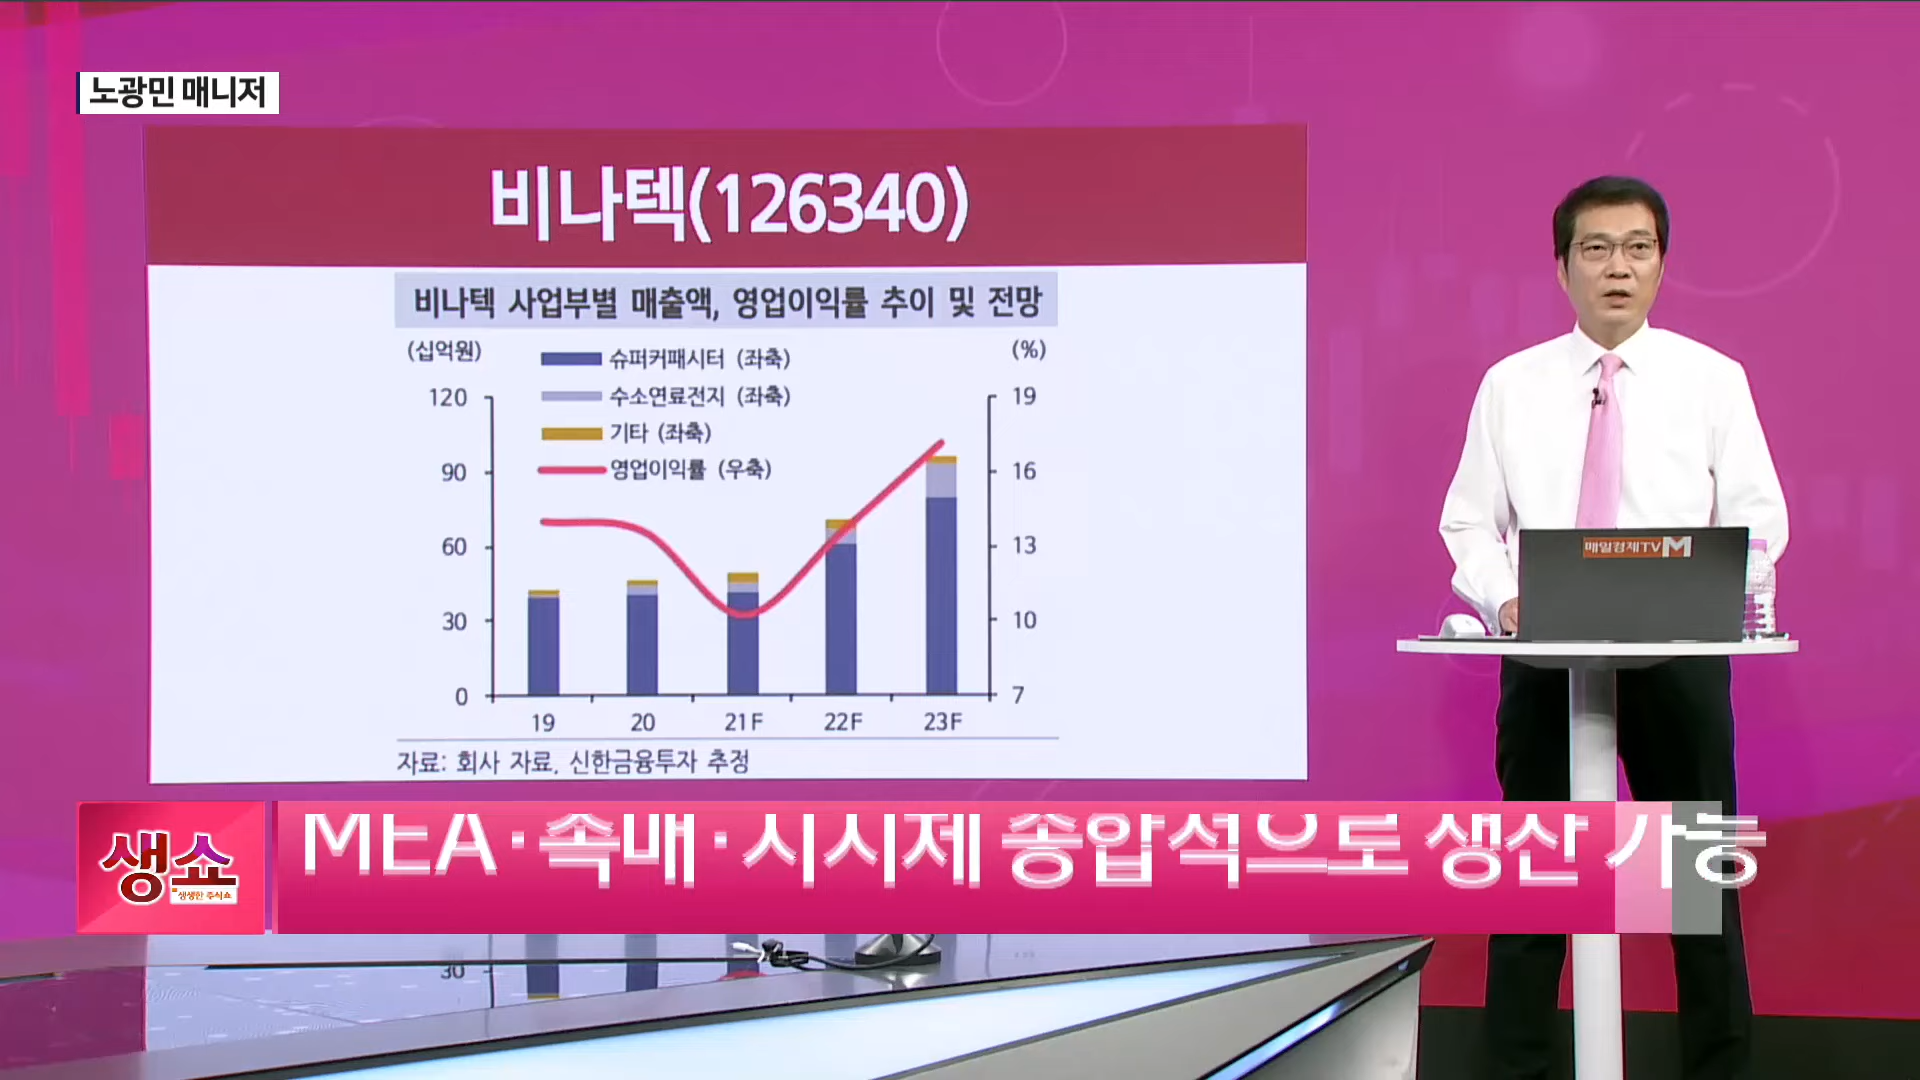 노광민 매니저
비나텍(126340)
비나텍 사업부별 매출액, 영업이익률 추이 및 전망
(십억원)
(%)
슈퍼커패시터 (좌축)
수소연료전지 (좌축)
기타 (좌축)
영업이익률 (우축)
120
90
60
30
0
19
16
13
10
7
19
20
21F
22F
23F
자료: 회사 자료, 신한금융투자 추정
매일경제TV M
생쇼
생생한 주식쇼
MEA·촉매·지지체 종합적으로 생산 가능
30